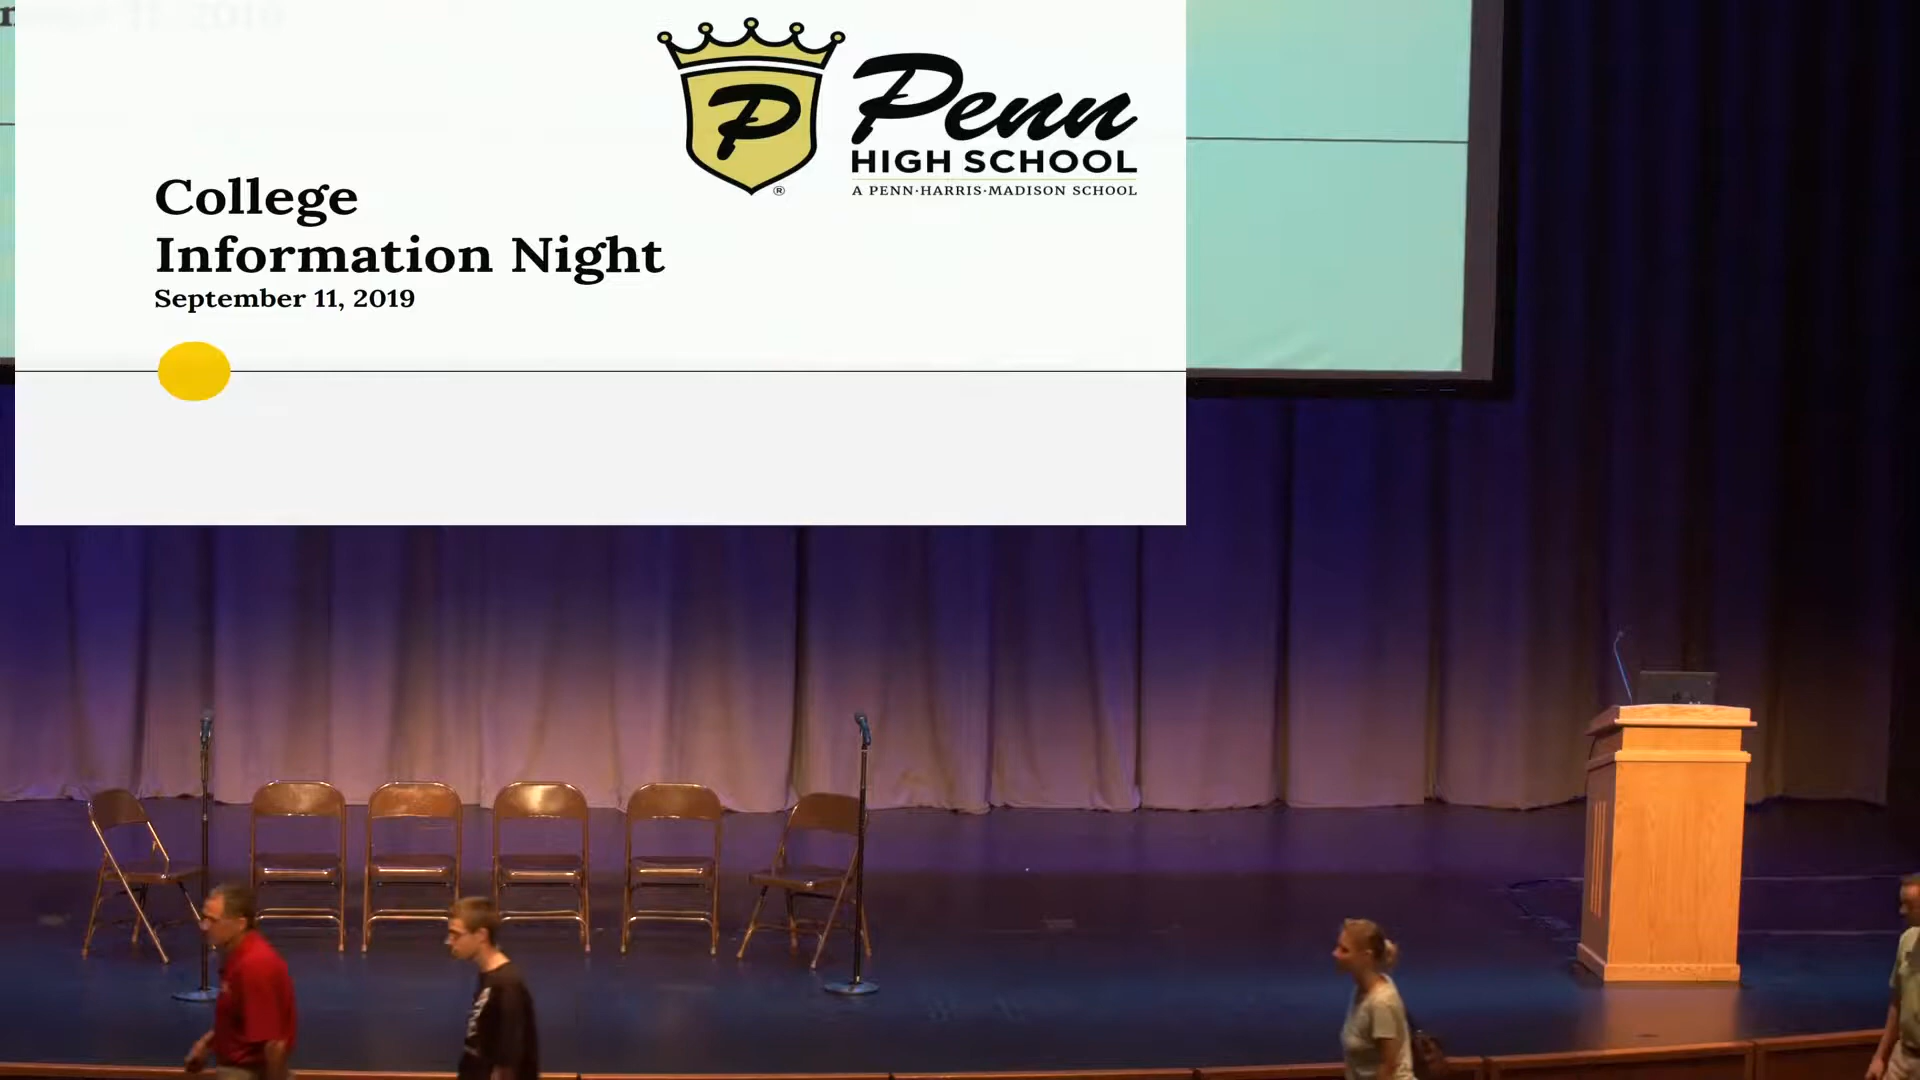 P
®
Penn
HIGH SCHOOL
A PENN·HARRIS·MADISON SCHOOL
College
Information Night
September 11, 2019